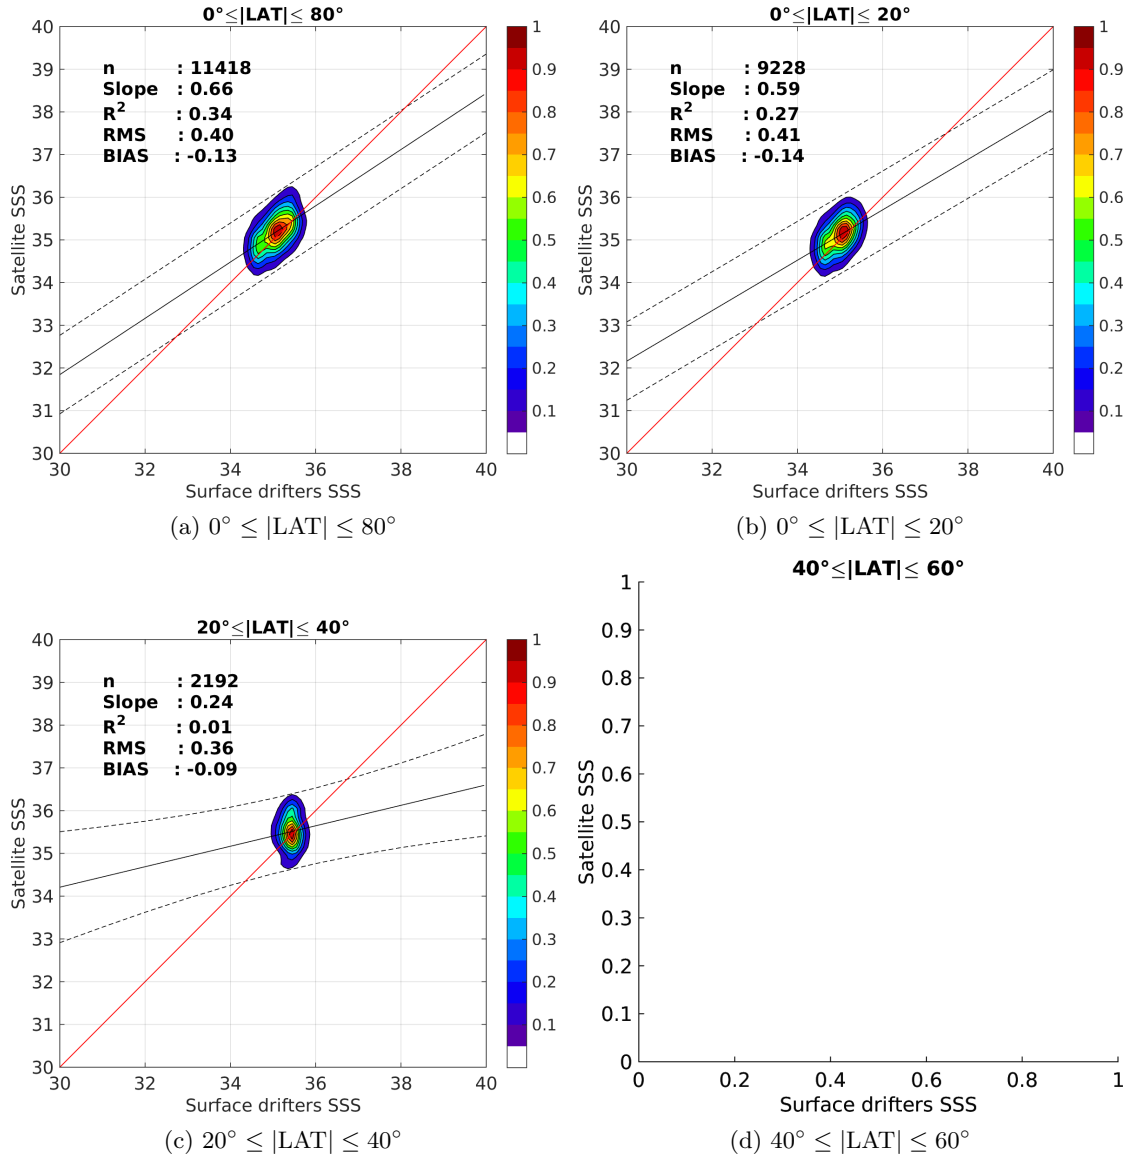 0°≤|LAT|≤ 80°
n : 11418
Slope : 0.66
R2 : 0.34
RMS : 0.40
BIAS : -0.13
40
39
38
37
36
35
34
33
32
31
30
30 32 34 36 38 40
Satellite SSS
Surface drifters SSS
1
0.9
0.8
0.7
0.6
0.5
0.4
0.3
0.2
0.1
(a) 0° ≤ |LAT| ≤ 80°
0°≤|LAT|≤ 20°
n : 9228
Slope : 0.59
R2 : 0.27
RMS : 0.41
BIAS : -0.14
40
39
38
37
36
35
34
33
32
31
30
30 32 34 36 38 40
Satellite SSS
Surface drifters SSS
1
0.9
0.8
0.7
0.6
0.5
0.4
0.3
0.2
0.1
(b) 0° ≤ |LAT| ≤ 20°
20°≤|LAT|≤ 40°
n : 2192
Slope : 0.24
R2 : 0.01
RMS : 0.36
BIAS : -0.09
40
39
38
37
36
35
34
33
32
31
30
30 32 34 36 38 40
Satellite SSS
Surface drifters SSS
1
0.9
0.8
0.7
0.6
0.5
0.4
0.3
0.2
0.1
(c) 20° ≤ |LAT| ≤ 40°
40°≤|LAT|≤ 60°
1
0.9
0.8
0.7
0.6
0.5
0.4
0.3
0.2
0.1
0
0 0.2 0.4 0.6 0.8 1
Satellite SSS
Surface drifters SSS
(d) 40° ≤ |LAT| ≤ 60°